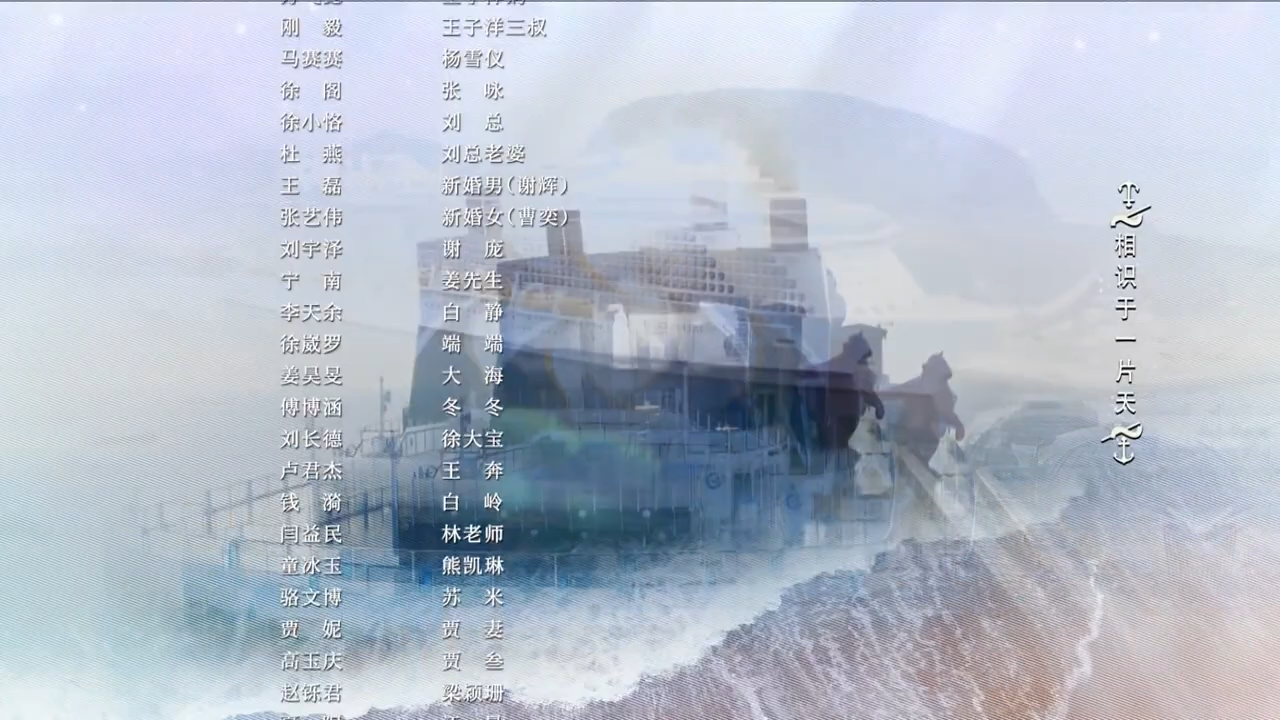 刚 毅 王子洋三叔
马赛赛 杨雪仪
徐 阁 张 咏
徐小恪 刘 总
杜 燕 刘总老婆
王 磊 新婚男(谢辉)
张艺伟 新婚女(曹奕)
刘宇泽 谢 庞
宁 南 姜先生
李天余 白 静
徐崴罗 端 端
姜昊旻 大 海
傅博涵 冬 冬
刘长德 徐大宝
卢君杰 王 奔
钱 漪 白 岭
闫益民 林老师
童冰玉 熊凯琳
骆文博 苏 米
贾 妮 贾 妻
高玉庆 贾 叁
赵铄君 梁颖珊
相识于一片天